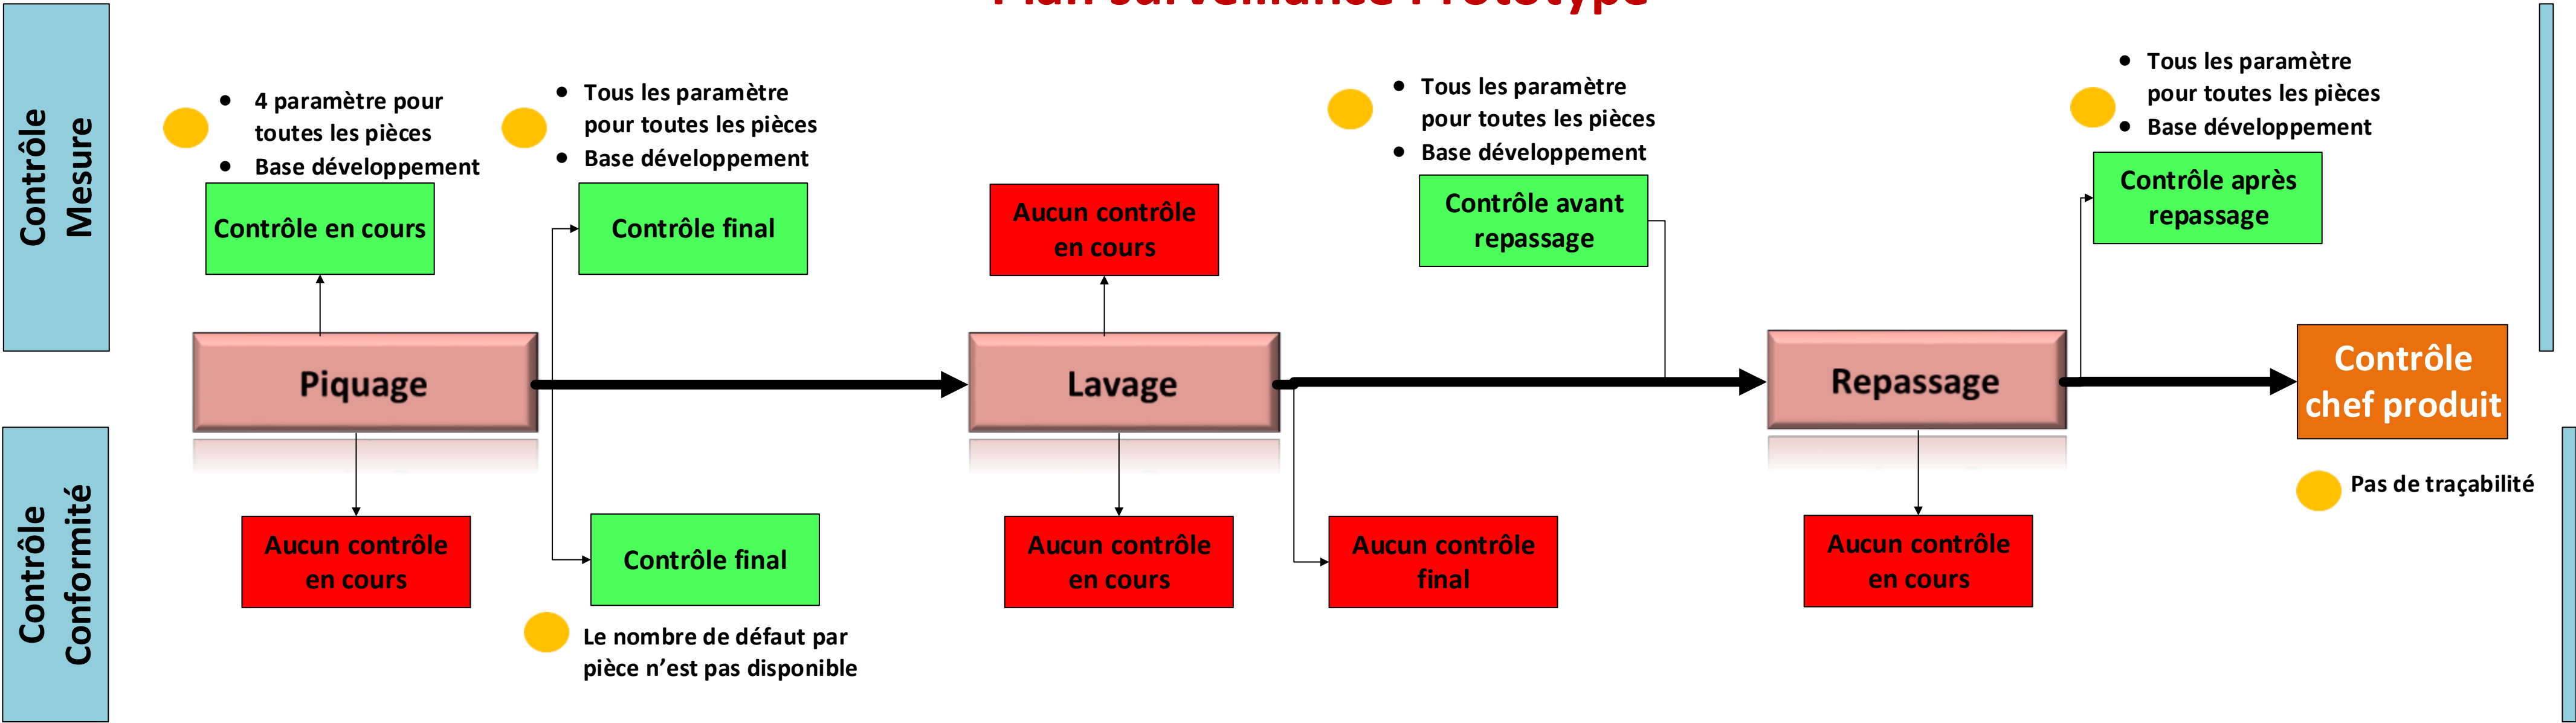 Plan surveillance Prototype
Contrôle
Mesure
• 4 paramètre pour
toutes les pièces
• Base développement
Contrôle en cours
• Tous les paramètre
pour toutes les pièces
• Base développement
Contrôle final
Aucun contrôle
en cours
• Tous les paramètre
pour toutes les pièces
• Base développement
Contrôle avant
repassage
• Tous les paramètre
pour toutes les pièces
• Base développement
Contrôle après
repassage
Piquage
Lavage
Repassage
Contrôle
chef produit
Pas de traçabilité
Contrôle
Conformité
Aucun contrôle
en cours
Contrôle final
Le nombre de défaut par
pièce n’est pas disponible
Aucun contrôle
en cours
Aucun contrôle
final
Aucun contrôle
en cours